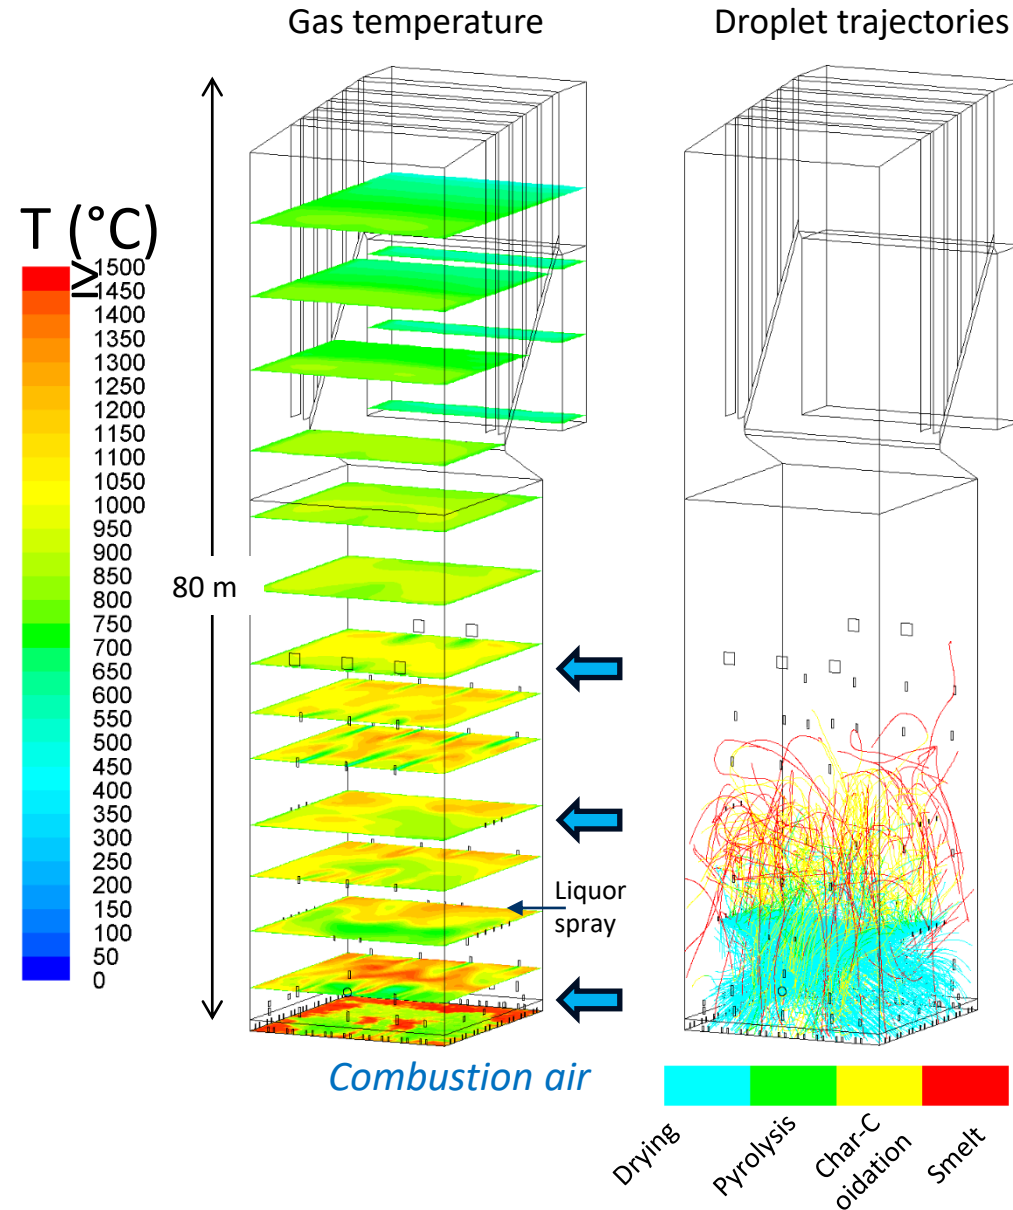 Gas temperature
Droplet trajectories
T (°C)
≥
1500
1450
1400
1350
1300
1250
1200
1150
1100
1050
1000
950
900
850
800
750
700
650
600
550
500
450
400
350
300
250
200
150
100
50
0
80 m
Liquor
spray
Combustion air
Drying
Pyrolysis
Char-C
oidation
Smelt